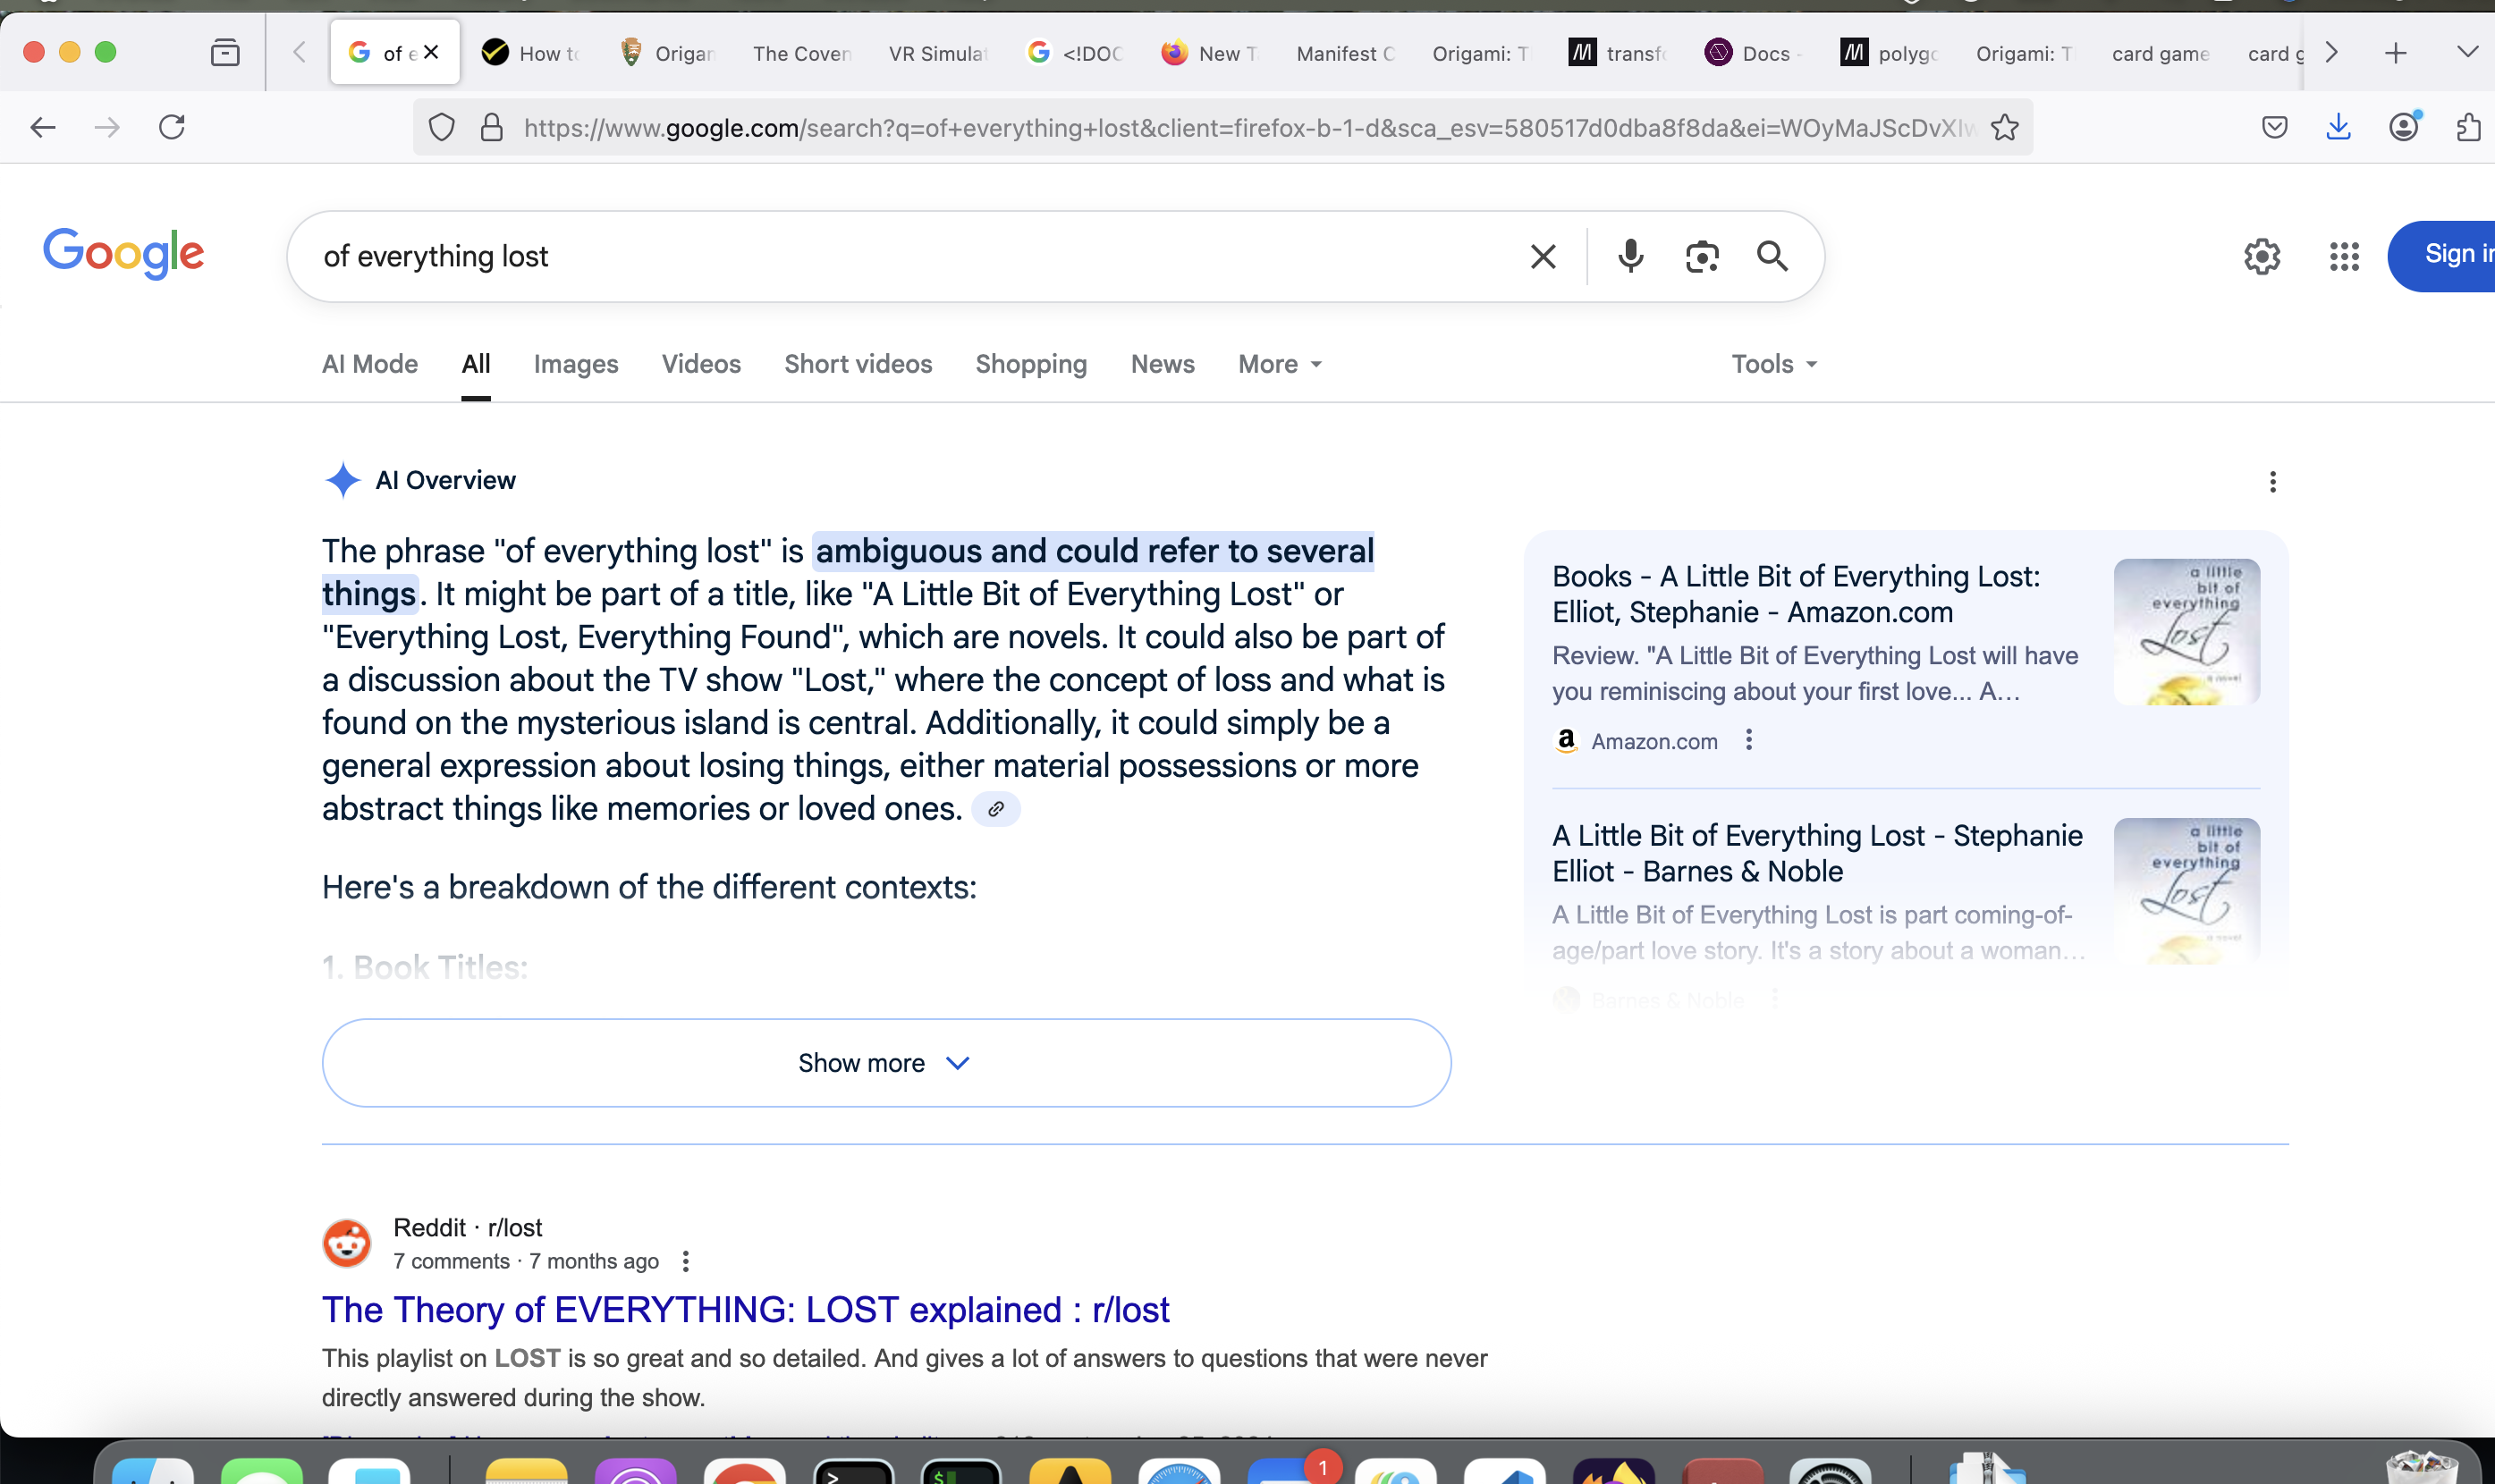 of e
How to
Origan
The Coven
VR Simulat
<!DOC
New T
Manifest C
Origami: T
transfo
Docs -
polygo
Origami: T
card game
card g
https://www.google.com/search?q=of+everything+lost&client=firefox-b-1-d&sca_esv=580517d0dba8f8da&ei=WOyMaJScDvXlw
Google
of everything lost
Sign in
AI Mode
All
Images
Videos
Short videos
Shopping
News
More
Tools
AI Overview
The phrase "of everything lost" is ambiguous and could refer to several
things. It might be part of a title, like "A Little Bit of Everything Lost" or
"Everything Lost, Everything Found", which are novels. It could also be part of
a discussion about the TV show "Lost," where the concept of loss and what is
found on the mysterious island is central. Additionally, it could simply be a
general expression about losing things, either material possessions or more
abstract things like memories or loved ones.
Here's a breakdown of the different contexts:
1. Book Titles:
Show more
Books - A Little Bit of Everything Lost:
Elliot, Stephanie - Amazon.com
Review. "A Little Bit of Everything Lost will have
you reminiscing about your first love... A...
Amazon.com
a little
bit of
everything
Lost
a novel
A Little Bit of Everything Lost - Stephanie
Elliot - Barnes & Noble
A Little Bit of Everything Lost is part coming-of-
age/part love story. It's a story about a woman...
Barnes & Noble
a little
bit of
everything
Lost
a novel
Reddit · r/lost
7 comments · 7 months ago
The Theory of EVERYTHING: LOST explained : r/lost
This playlist on LOST is so great and so detailed. And gives a lot of answers to questions that were never
directly answered during the show.
1